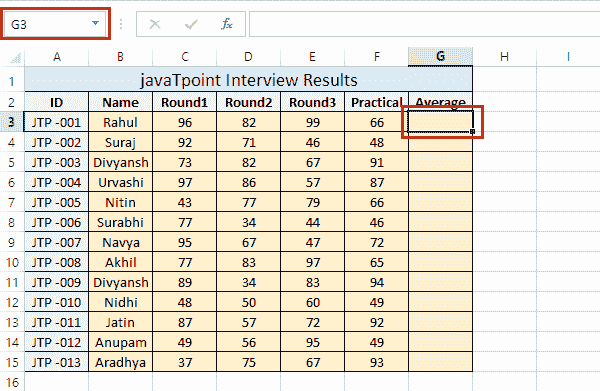 G3 fx
A B C D E F G H I
1 javaTpoint Interview Results
2 ID Name Round1 Round2 Round3 Practical Average
3 JTP -001 Rahul 96 82 99 66
4 JTP -002 Suraj 92 71 46 48
5 JTP -003 Divyansh 73 82 67 91
6 JTP -004 Urvashi 97 86 57 87
7 JTP -005 Nitin 43 77 79 66
8 JTP -006 Surabhi 77 34 44 46
9 JTP -007 Navya 95 67 47 72
10 JTP -008 Akhil 77 83 97 65
11 JTP -009 Divyansh 89 34 83 94
12 JTP -010 Nidhi 48 50 60 49
13 JTP -011 Jatin 87 57 72 92
14 JTP -012 Anupam 49 56 95 49
15 JTP -013 Aradhya 37 75 67 93
16